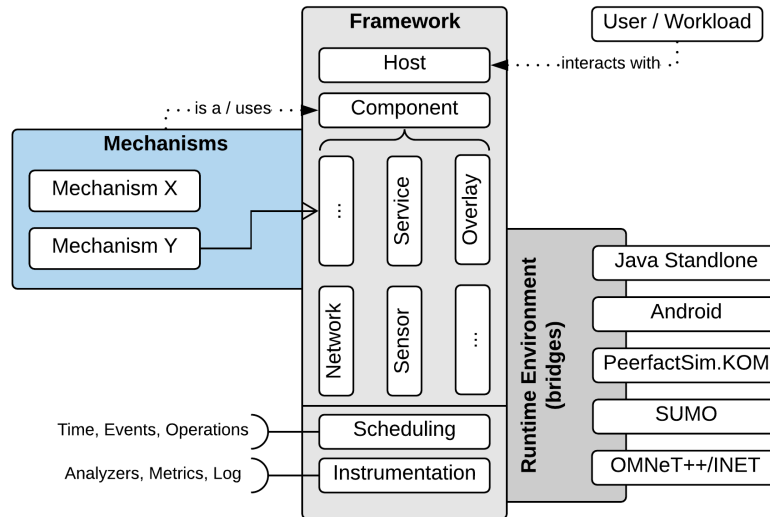 Framework
User / Workload
Host
interacts with
is a / uses
Component
Mechanisms
Mechanism X
Mechanism Y
...
Service
Overlay
Network
Sensor
...
Runtime Environment
(bridges)
Java Standlone
Android
PeerfactSim.KOM
SUMO
OMNeT++/INET
Time, Events, Operations
Scheduling
Analyzers, Metrics, Log
Instrumentation